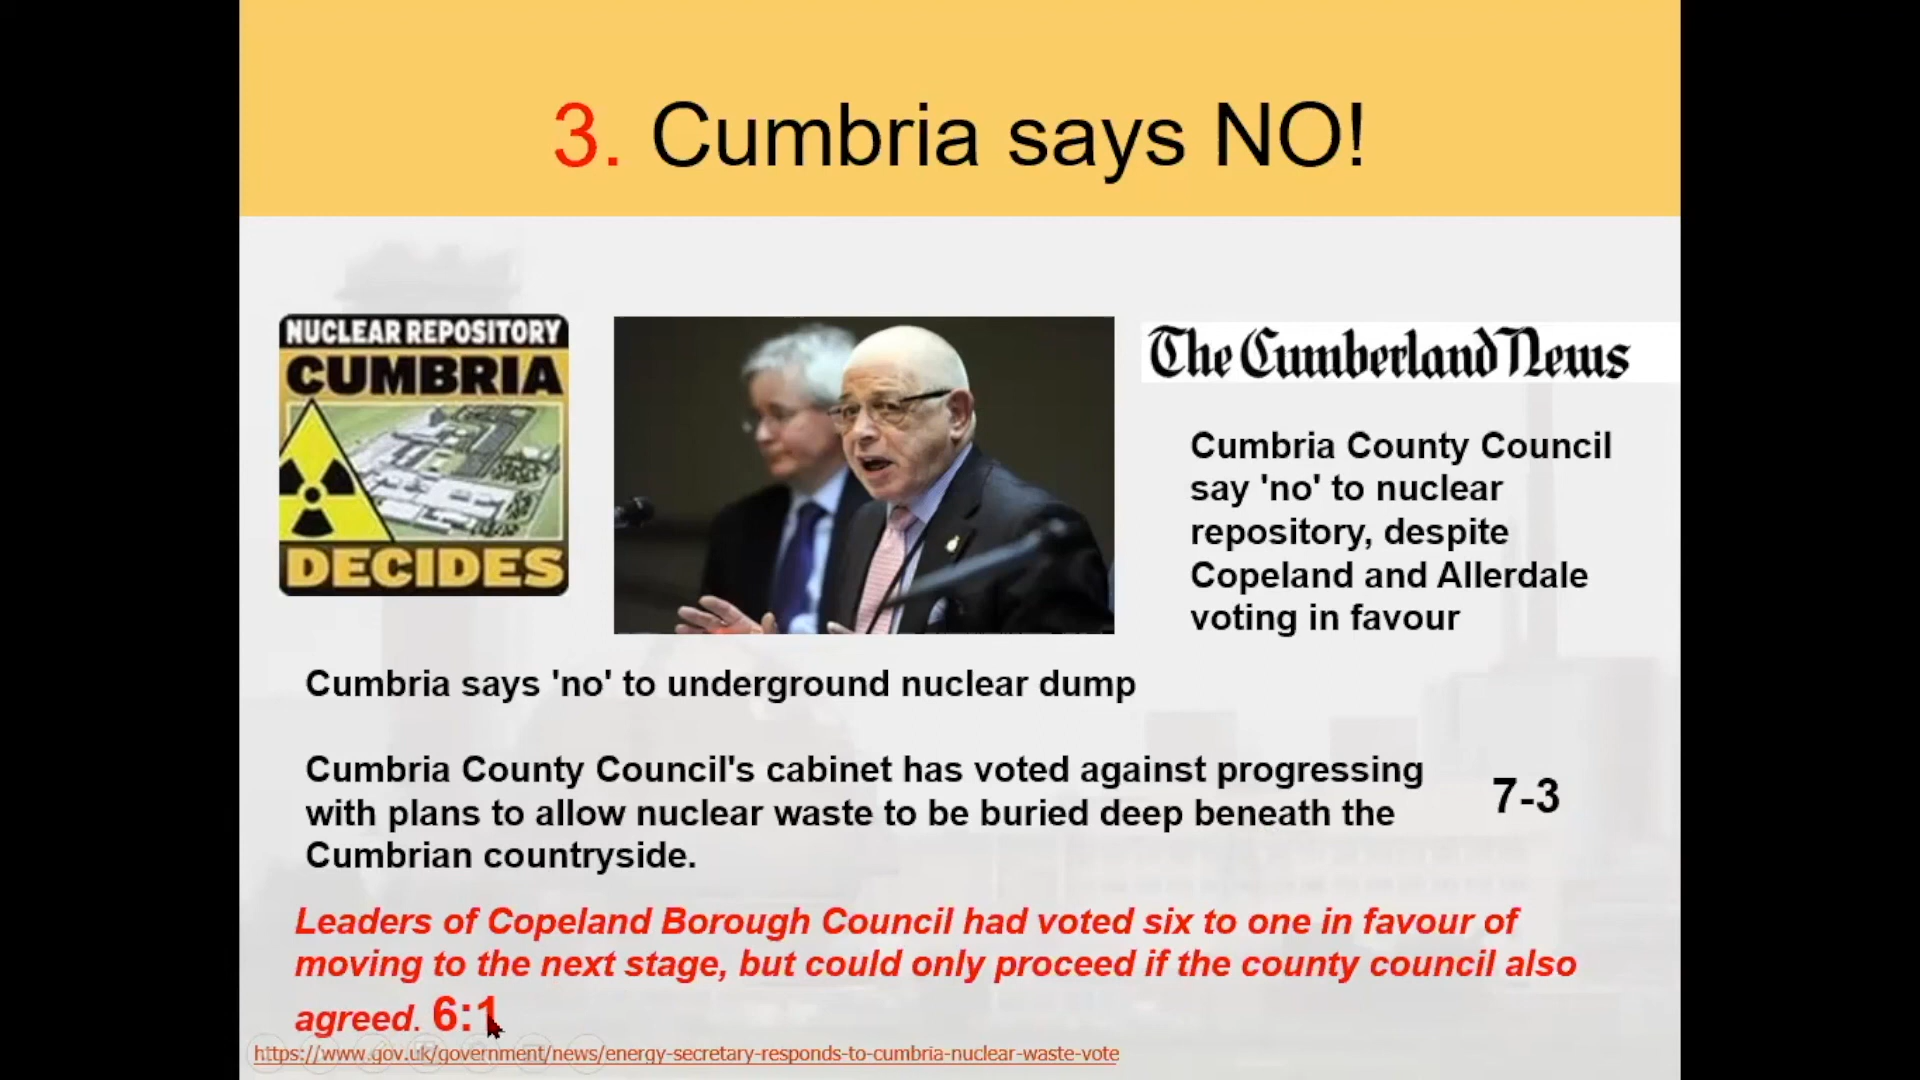 3. Cumbria says NO!
NUCLEAR REPOSITORY
CUMBRIA
DECIDES
The Cumberland News
Cumbria County Council
say 'no' to nuclear
repository, despite
Copeland and Allerdale
voting in favour
Cumbria says 'no' to underground nuclear dump
Cumbria County Council's cabinet has voted against progressing
with plans to allow nuclear waste to be buried deep beneath the
Cumbrian countryside.
7-3
Leaders of Copeland Borough Council had voted six to one in favour of
moving to the next stage, but could only proceed if the county council also
agreed. 6:1
https://www.gov.uk/government/news/energy-secretary-responds-to-cumbria-nuclear-waste-vote